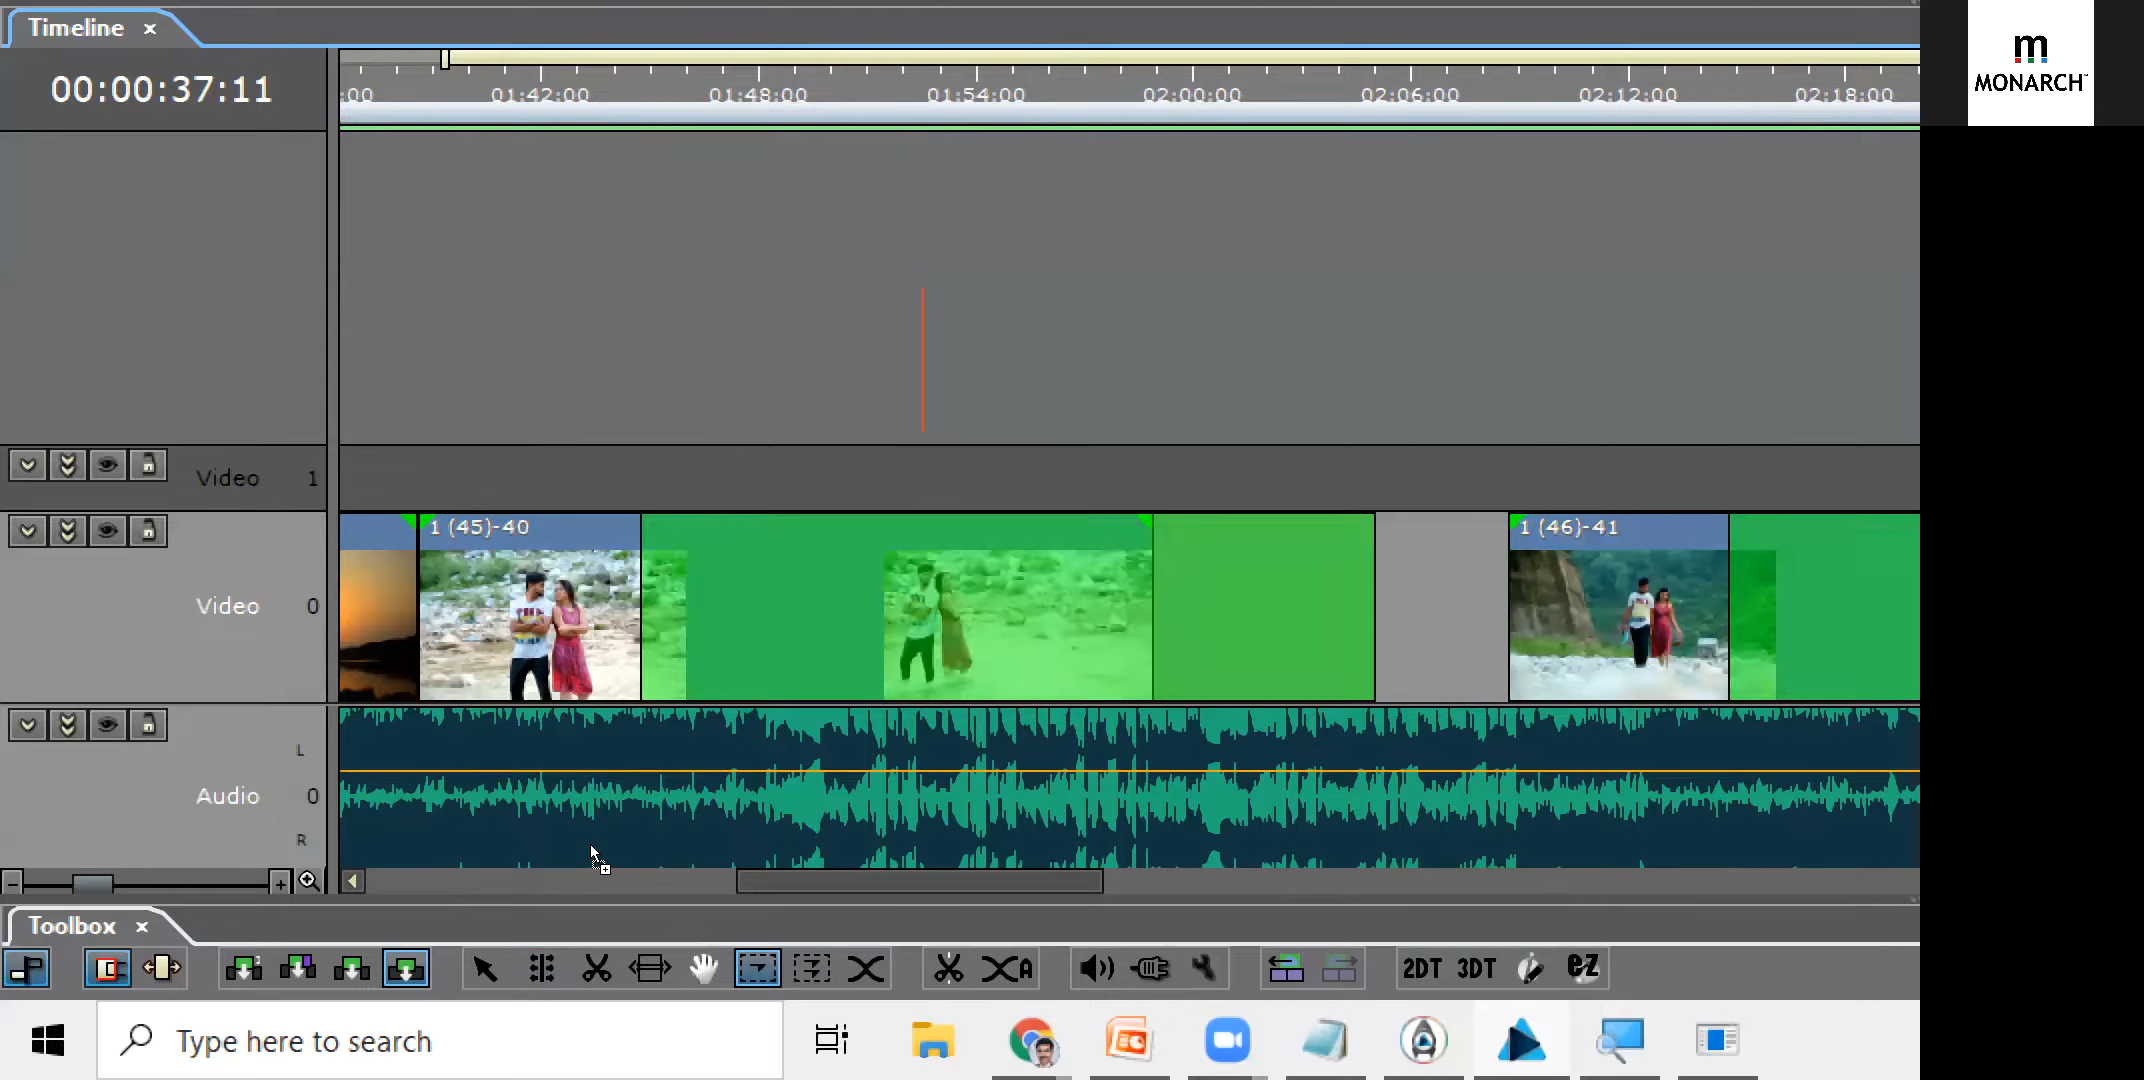 Timeline x
m
MONARCH
00:00:37:11
:00 01:42:00 01:48:00 01:54:00 02:00:00 02:06:00 02:12:00 02:18:00
Video 1
1 (45)-40
1 (46)-41
Video 0
L
Audio 0
R
Toolbox x
XA
2DT 3DT ez
Type here to search